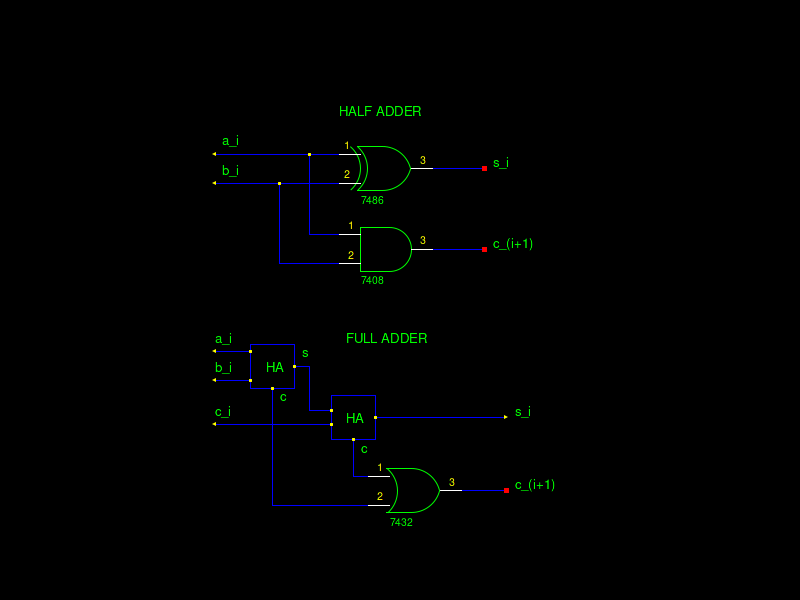 HALF ADDER
a_i
1
3
s_i
b_i
2
7486
1
3
c_(i+1)
2
7408
FULL ADDER
a_i
s
b_i
HA
c
c_i
HA
s_i
c
1
3
c_(i+1)
2
7432